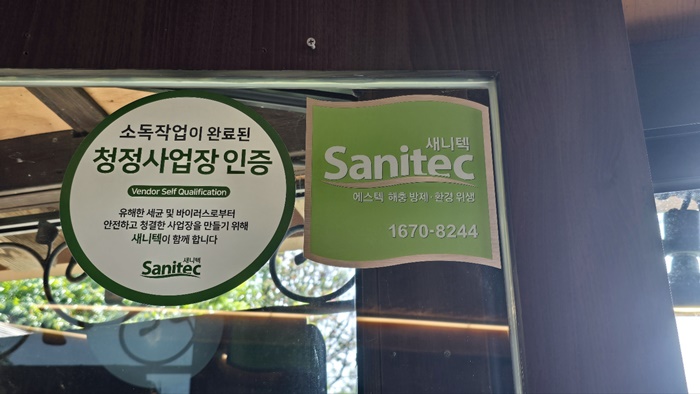 소독작업이 완료된
청정사업장 인증
Vendor Self Qualification
유해한 세균 및 바이러스로부터
안전하고 청결한 사업장을 만들기 위해
새니텍이 함께 합니다
새니텍
Sanitec
새니텍
Sanitec
에스텍 해충 방제·환경 위생
1670-8244